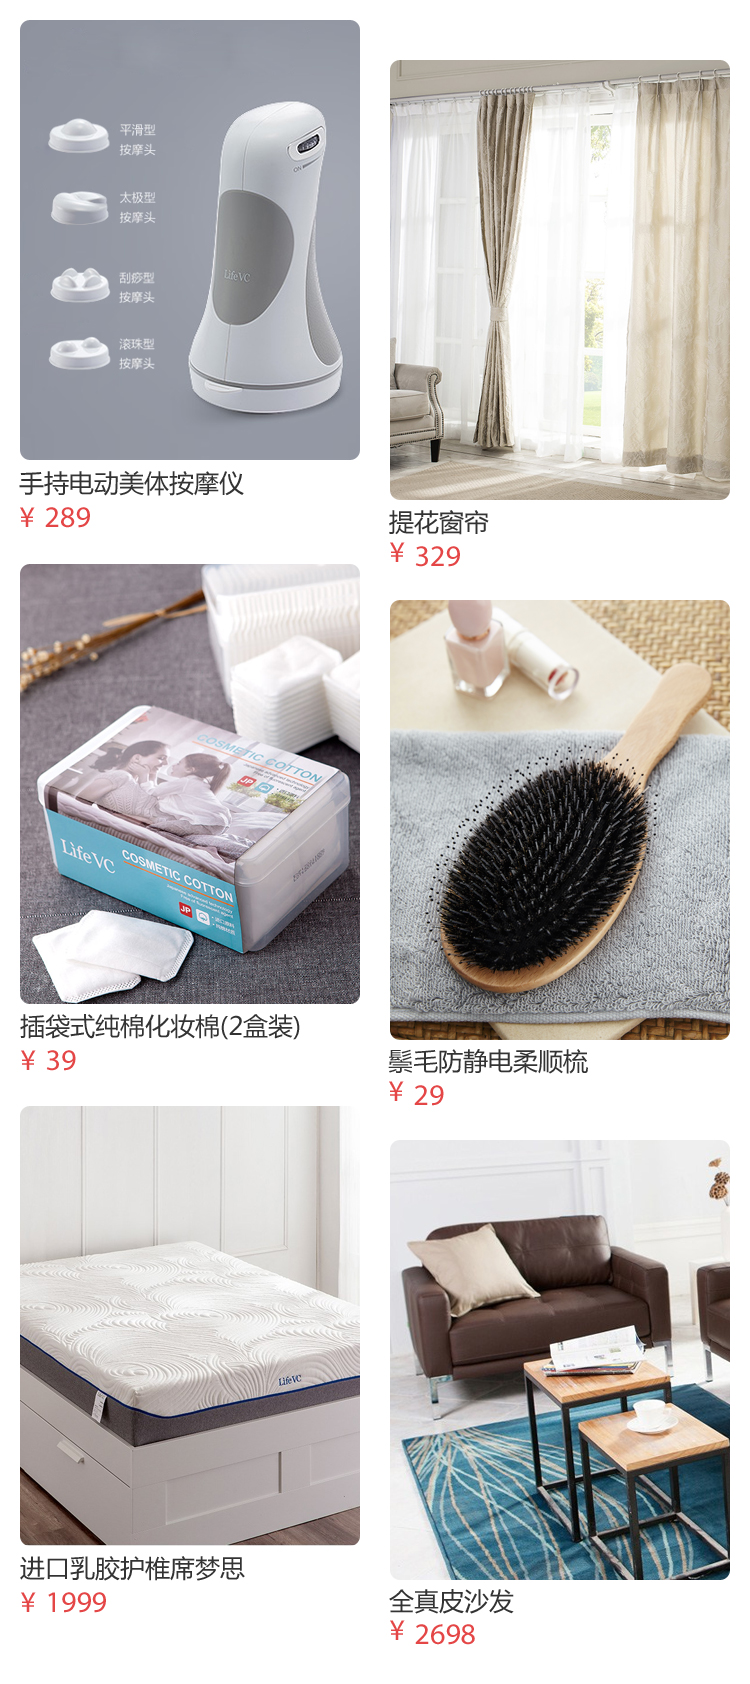 平滑型
按摩头
太极型
按摩头
刮痧型
按摩头
滚珠型
按摩头
ON
LifeVC
手持电动美体按摩仪
¥ 289
提花窗帘
¥ 329
COSMETIC COTTON
JP
LifeVC
COSMETIC COTTON
JP
插袋式纯棉化妆棉(2盒装)
¥ 39
鬃毛防静电柔顺梳
¥ 29
LifeVC
进口乳胶护椎席梦思
¥ 1999
全真皮沙发
¥ 2698